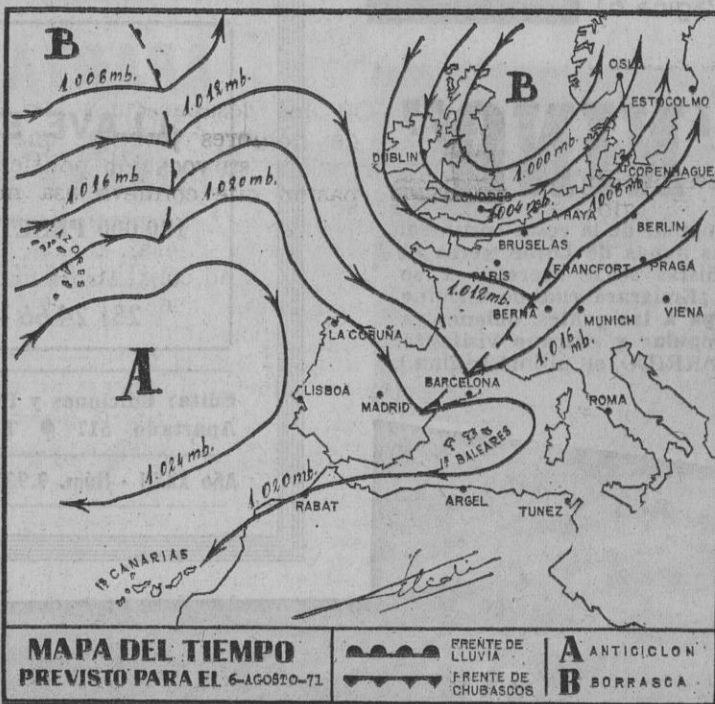 B
1.008 mb.
1.012 mb.
1.016 mb.
1.020 mb.
Iˢ AZORES
A
1.024 mb.
1.020 mb.
B
1.000 mb.
1.004 mb.
1.008 mb.
1.012 mb.
1.016 mb.
OSLO
ESTOCOLMO
DUBLIN
COPENHAGUE
LONDRES
LA HAYA
BERLIN
BRUSELAS
PARIS
FRANCFORT
PRAGA
BERNA
MUNICH
VIENA
LA CORUÑA
BARCELONA
LISBOA
MADRID
ROMA
Iˢ BALEARES
RABAT
ARGEL
TUNEZ
Iˢ CANARIAS
MAPA DEL TIEMPO
PREVISTO PARA EL 6-AGOSTO-71
FRENTE DE
LLUVIA
FRENTE DE
CHUBASCOS
A ANTICICLON
B BORRASCA